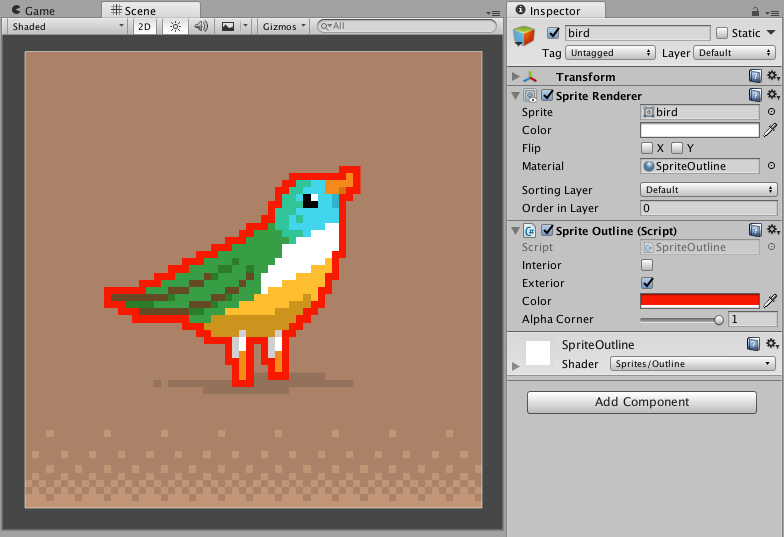 Game
Scene
Shaded
2D
Gizmos
All
Inspector
bird
Static
Tag
Untagged
Layer
Default
Transform
Sprite Renderer
Sprite
bird
Color
Flip
X
Y
Material
SpriteOutline
Sorting Layer
Default
Order in Layer
0
Sprite Outline (Script)
Script
SpriteOutline
Interior
Exterior
Color
Alpha Corner
1
SpriteOutline
Shader
Sprites/Outline
Add Component